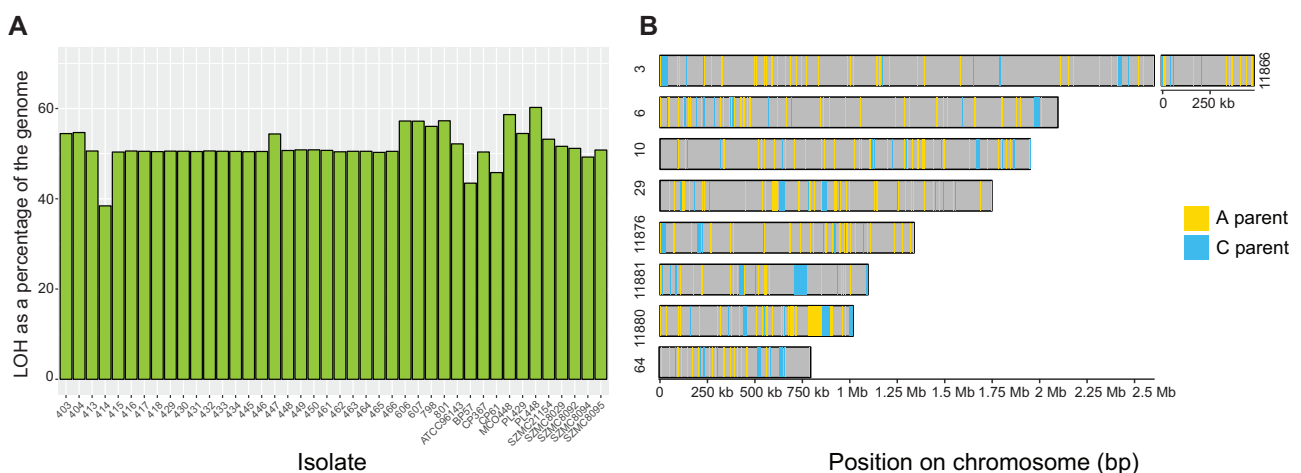 A
LOH as a percentage of the genome
60
40
20
0
403
404
413
414
415
416
417
418
429
430
431
432
433
434
445
446
447
448
449
450
461
462
463
464
465
466
606
607
798
801
ATCC96143
BP57
CP367
CP61
MCO448
PL429
PL448
SZMC21154
SZMC8029
SZMC8092
SZMC8094
SZMC8095
Isolate
B
3
6
10
29
11876
11881
11880
64
11866
0 250 kb
0 250 kb 500 kb 750 kb 1 Mb 1.25 Mb 1.5 Mb 1.75 Mb 2 Mb 2.25 Mb 2.5 Mb
Position on chromosome (bp)
A parent
C parent